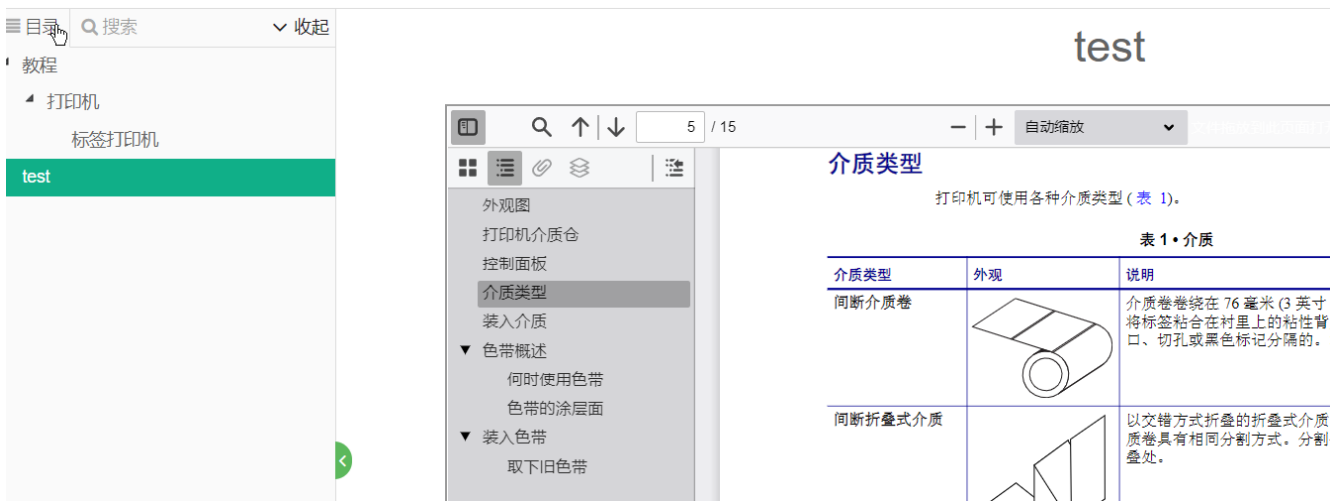 目录 搜索 收起
教程
打印机
标签打印机
test
test
5 / 15 自动缩放
外观图
打印机介质仓
控制面板
介质类型
装入介质
色带概述
何时使用色带
色带的涂层面
装入色带
取下旧色带
介质类型
打印机可使用各种介质类型 ( 表 1)。
表 1 • 介质
介质类型 外观 说明
间断介质卷
介质卷卷绕在 76 毫米 (3 英寸
将标签粘合在衬里上的粘性背
口、切孔或黑色标记分隔的。
间断折叠式介质
以交错方式折叠的折叠式介质
质卷具有相同分割方式。分割
叠处。